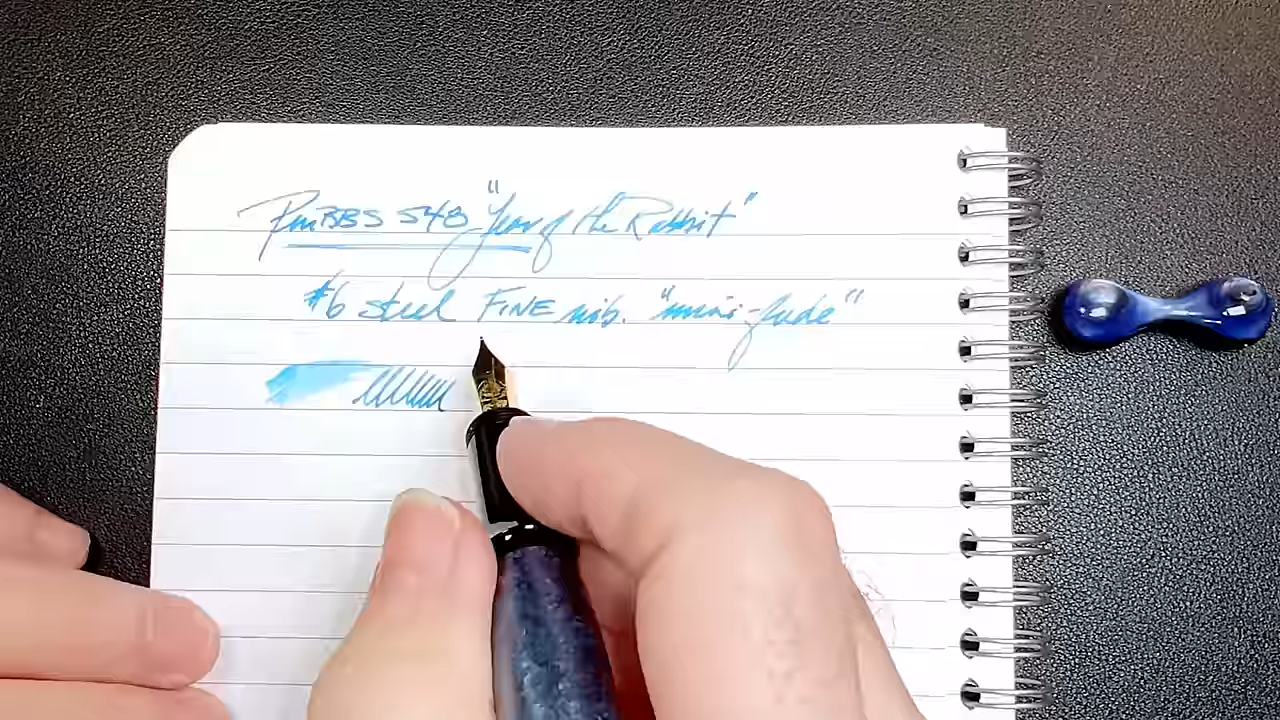 PenBBS 548 "Year of the Rabbit"
#6 steel FINE nib. "mini-fude"